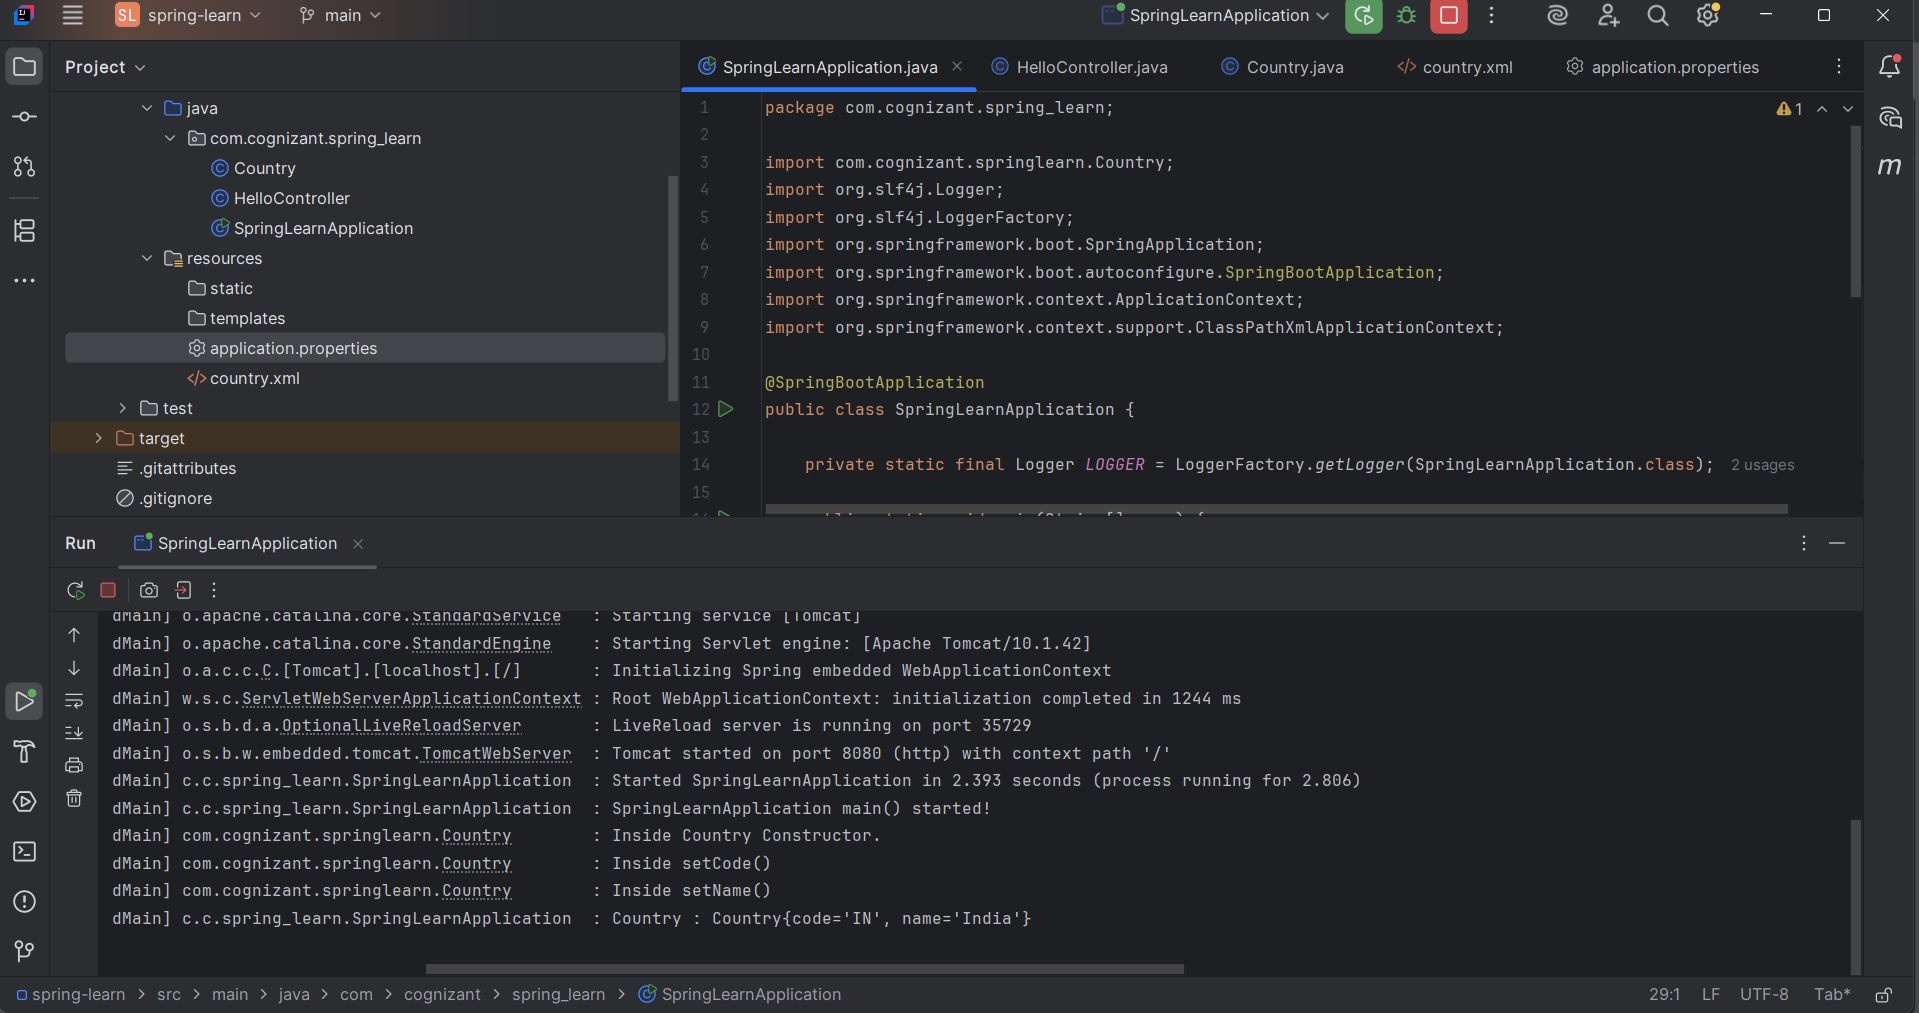 SL spring-learn main SpringLearnApplication
Project
java
com.cognizant.spring_learn
Country
HelloController
SpringLearnApplication
resources
static
templates
application.properties
country.xml
test
target
.gitattributes
.gitignore
SpringLearnApplication.java HelloController.java Country.java country.xml application.properties
1 package com.cognizant.spring_learn; 1
2
3 import com.cognizant.springlearn.Country;
4 import org.slf4j.Logger;
5 import org.slf4j.LoggerFactory;
6 import org.springframework.boot.SpringApplication;
7 import org.springframework.boot.autoconfigure.SpringBootApplication;
8 import org.springframework.context.ApplicationContext;
9 import org.springframework.context.support.ClassPathXmlApplicationContext;
10
11 @SpringBootApplication
12 public class SpringLearnApplication {
13
14 private static final Logger LOGGER = LoggerFactory.getLogger(SpringLearnApplication.class); 2 usages
15
m
Run SpringLearnApplication
dMain] o.apache.catalina.core.StandardService : Starting service [Tomcat]
dMain] o.apache.catalina.core.StandardEngine : Starting Servlet engine: [Apache Tomcat/10.1.42]
dMain] o.a.c.c.C.[Tomcat].[localhost].[/] : Initializing Spring embedded WebApplicationContext
dMain] w.s.c.ServletWebServerApplicationContext : Root WebApplicationContext: initialization completed in 1244 ms
dMain] o.s.b.d.a.OptionalLiveReloadServer : LiveReload server is running on port 35729
dMain] o.s.b.w.embedded.tomcat.TomcatWebServer : Tomcat started on port 8080 (http) with context path '/'
dMain] c.c.spring_learn.SpringLearnApplication : Started SpringLearnApplication in 2.393 seconds (process running for 2.806)
dMain] c.c.spring_learn.SpringLearnApplication : SpringLearnApplication main() started!
dMain] com.cognizant.springlearn.Country : Inside Country Constructor.
dMain] com.cognizant.springlearn.Country : Inside setCode()
dMain] com.cognizant.springlearn.Country : Inside setName()
dMain] c.c.spring_learn.SpringLearnApplication : Country : Country{code='IN', name='India'}
spring-learn > src > main > java > com > cognizant > spring_learn > SpringLearnApplication 29:1 LF UTF-8 Tab*